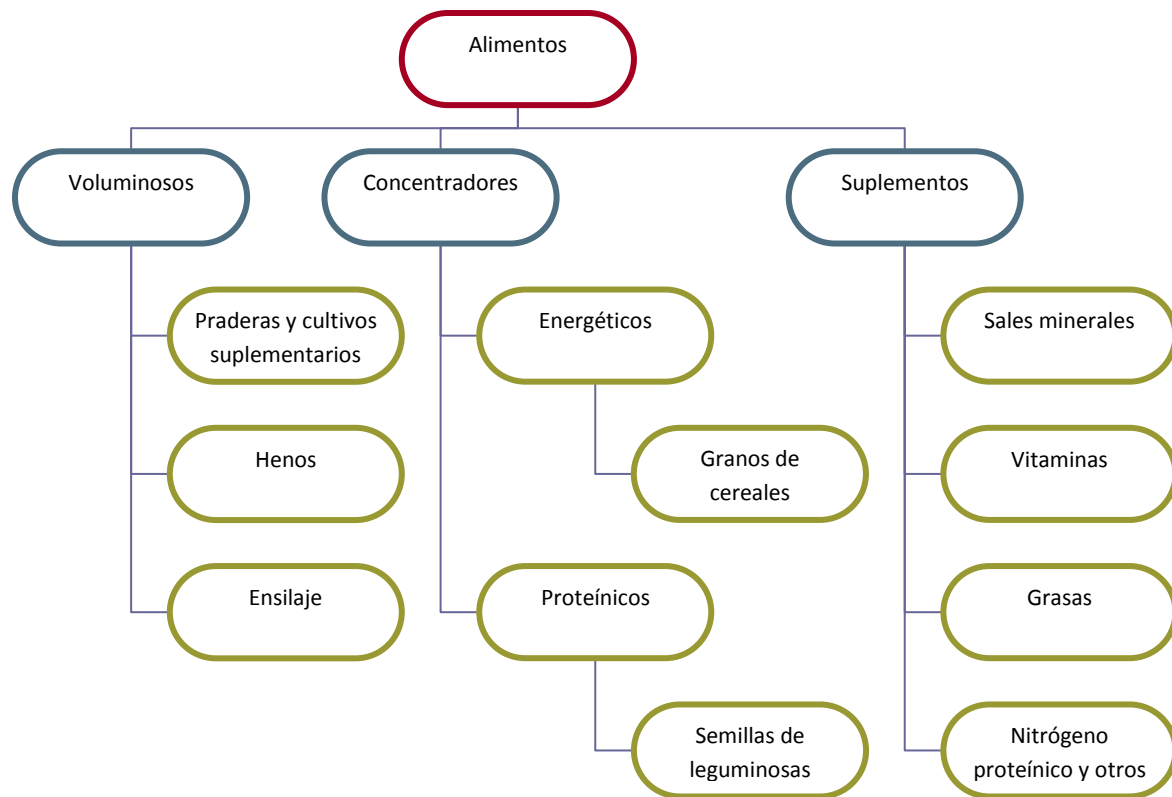 Alimentos
Voluminosos
Concentradores
Suplementos
Praderas y cultivos
suplementarios
Energéticos
Sales minerales
Henos
Granos de
cereales
Vitaminas
Ensilaje
Proteínicos
Grasas
Semillas de
leguminosas
Nitrógeno
proteínico y otros